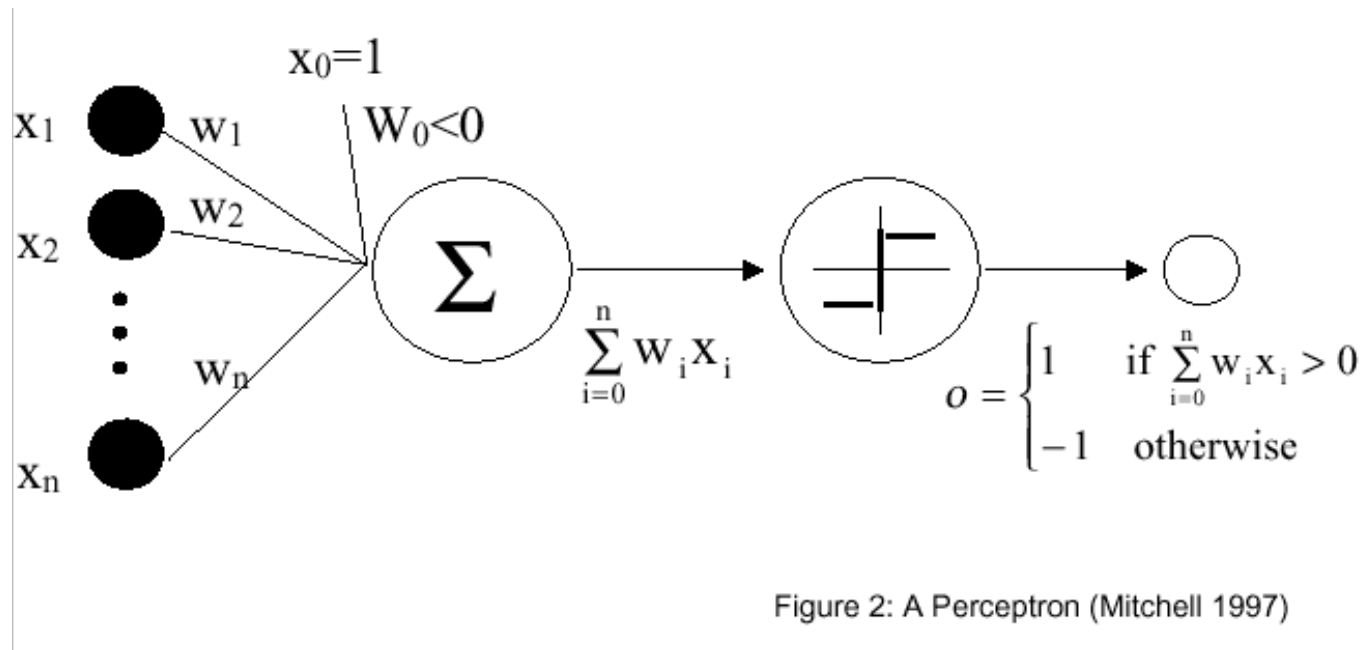 x₀=1
W₀<0
x₁
w₁
x₂
w₂
wₙ
xₙ
Σ
n
∑ wᵢxᵢ
i=0
o = { 1 if n∑i=0 wᵢxᵢ > 0
−1 otherwise
Figure 2: A Perceptron (Mitchell 1997)